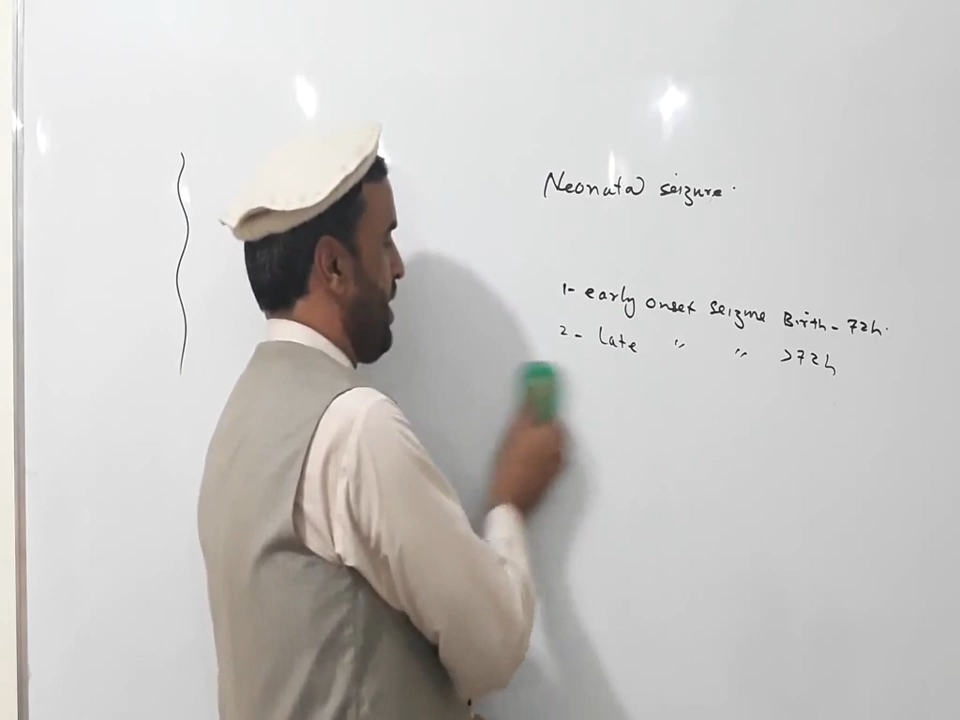 Neonatal seizure.
1- early onset seizure Birth - 72h.
2- Late " " >72h